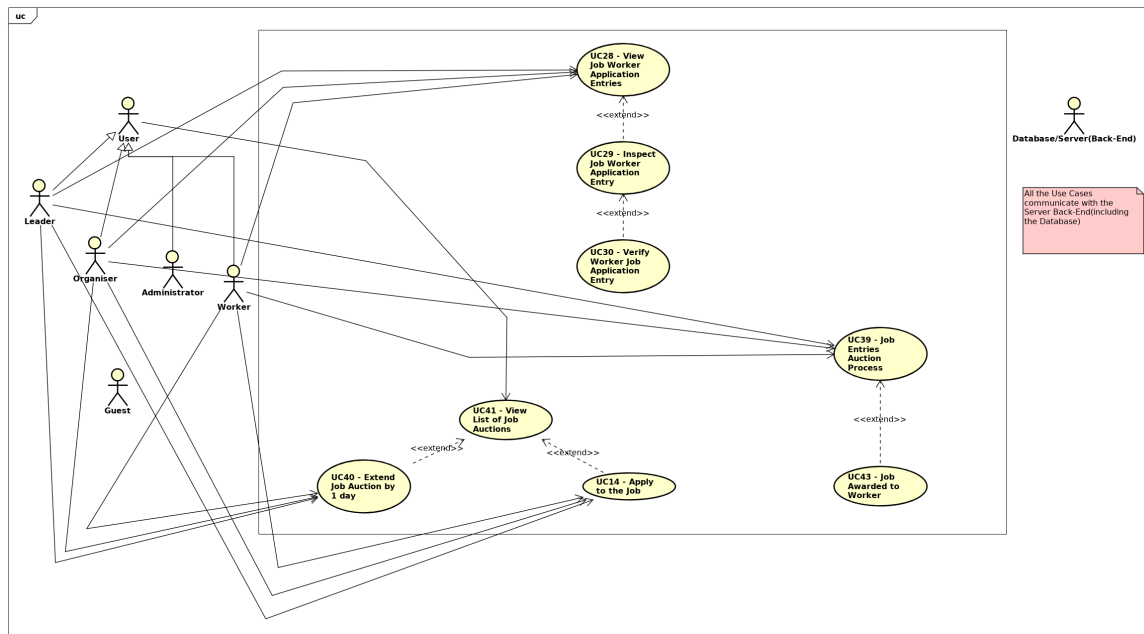 uc
UC28 - View
Job Worker
Application
Entries
User
<<extend>>
Database/Server(Back-End)
UC29 - Inspect
Job Worker
Application
Entry
All the Use Cases
communicate with the
Server Back-End(including
the Database)
Leader
<<extend>>
UC30 - Verify
Worker Job
Application
Entry
Organiser
Administrator
Worker
UC39 - Job
Entries
Auction
Process
Guest
UC41 - View
List of Job
Auctions
<<extend>>
<<extend>>
<<extend>>
UC40 - Extend
Job Auction by
1 day
UC14 - Apply
to the Job
UC43 - Job
Awarded to
Worker